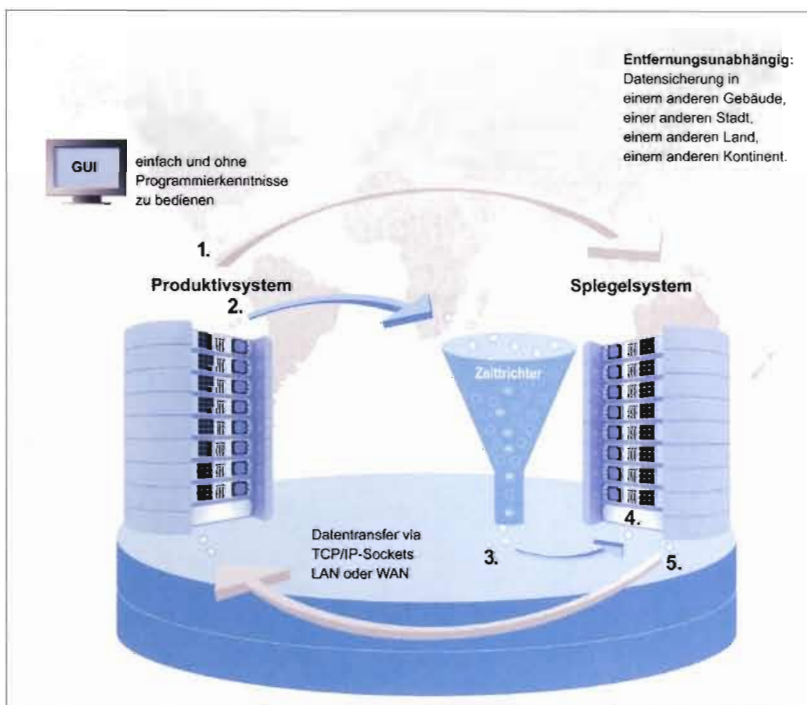 Entfernungsunabhängig:
Datensicherung in
einem anderen Gebäude,
einer anderen Stadt,
einem anderen Land,
einem anderen Kontinent.
GUI
einfach und ohne
Programmierkenntnisse
zu bedienen
1.
Produktivsystem
2.
Spiegelsystem
Zeittrichter
4.
Datentransfer via
TCP/IP-Sockets
LAN oder WAN
3.
5.